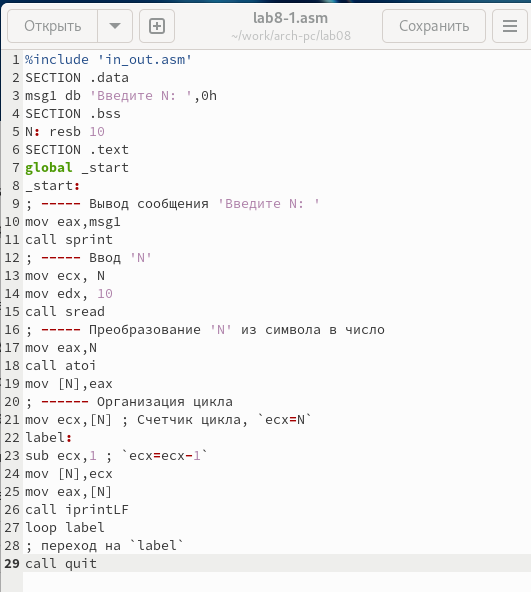 Открыть
lab8-1.asm
~/work/arch-pc/lab08
Сохранить
1 %include 'in_out.asm'
2 SECTION .data
3 msg1 db 'Введите N: ',0h
4 SECTION .bss
5 N: resb 10
6 SECTION .text
7 global _start
8 _start:
9 ; ----- Вывод сообщения 'Введите N: '
10 mov eax,msg1
11 call sprint
12 ; ----- Ввод 'N'
13 mov ecx, N
14 mov edx, 10
15 call sread
16 ; ----- Преобразование 'N' из символа в число
17 mov eax,N
18 call atoi
19 mov [N],eax
20 ; ------ Организация цикла
21 mov ecx,[N] ; Счетчик цикла, `ecx=N`
22 label:
23 sub ecx,1 ; `ecx=ecx-1`
24 mov [N],ecx
25 mov eax,[N]
26 call iprintLF
27 loop label
28 ; переход на `label`
29 call quit